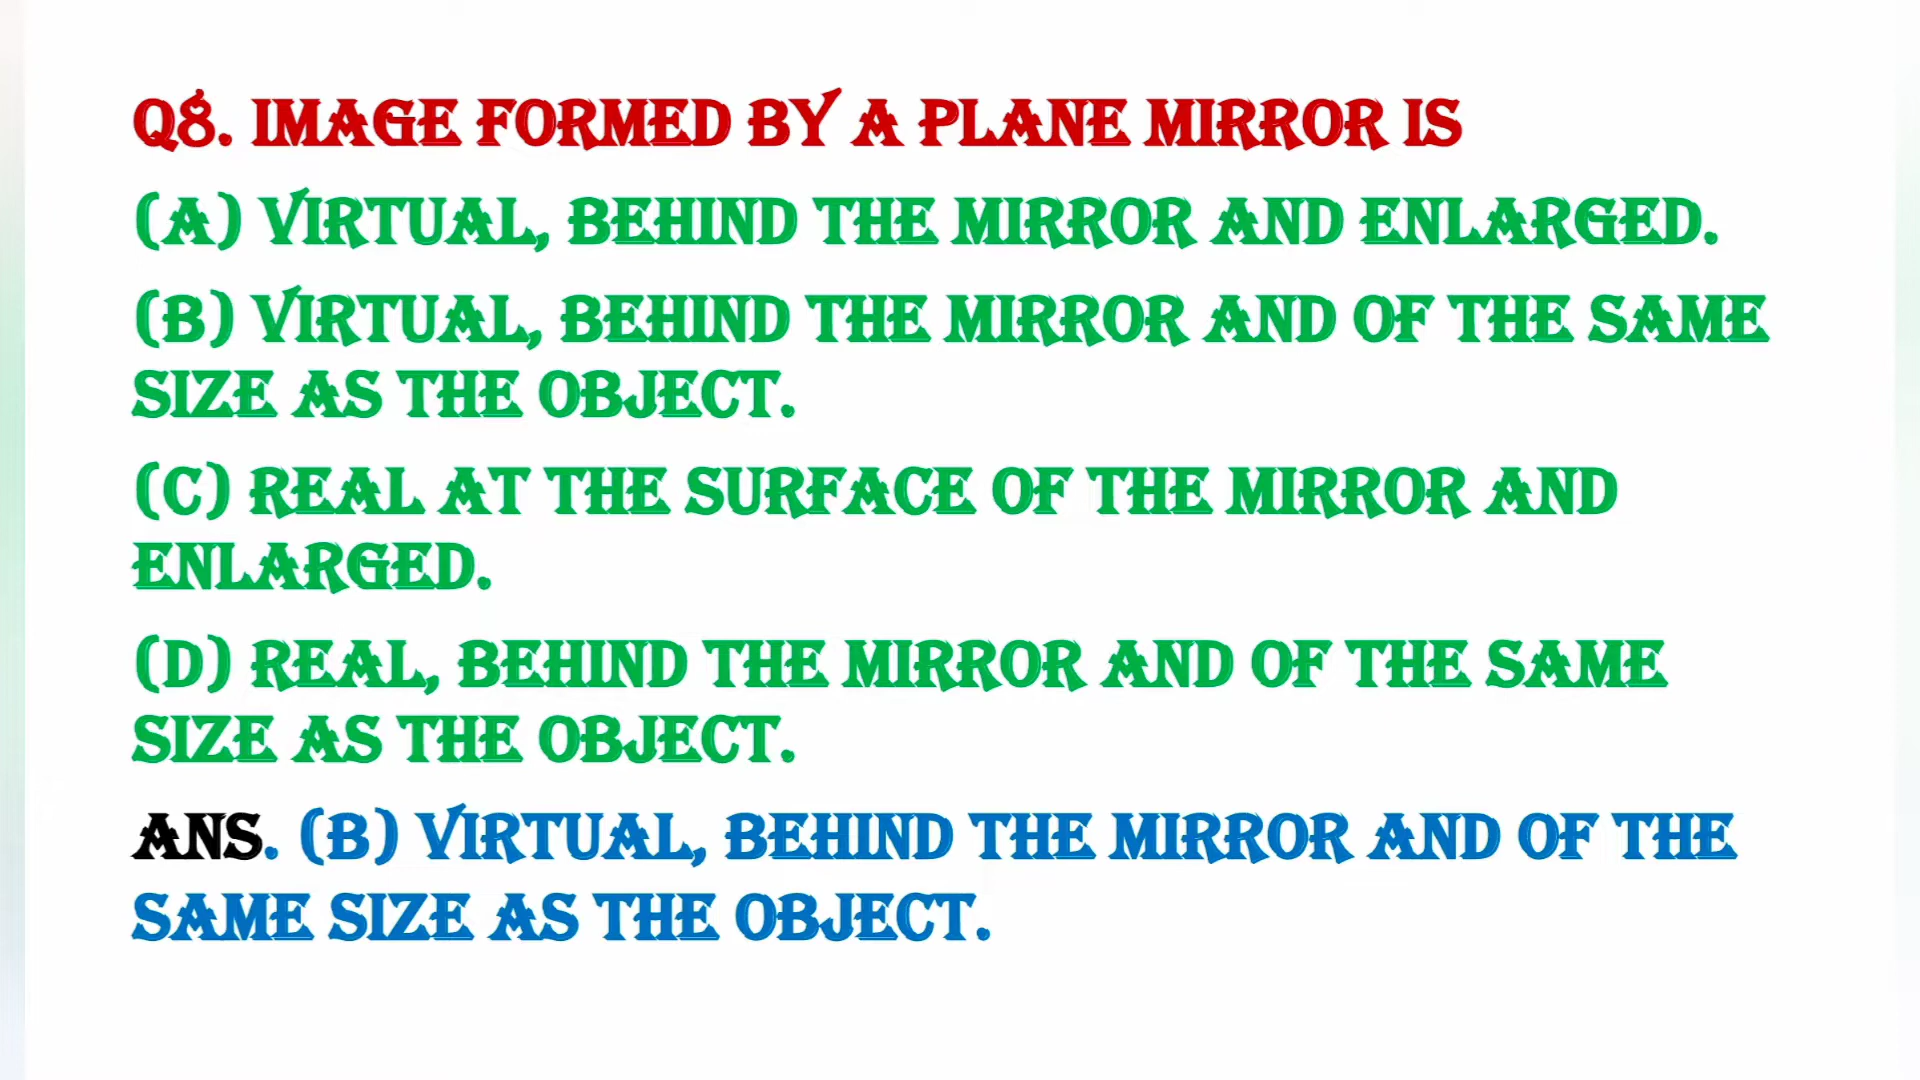 Q8. IMAGE FORMED BY A PLANE MIRROR IS
(A) VIRTUAL, BEHIND THE MIRROR AND ENLARGED.
(B) VIRTUAL, BEHIND THE MIRROR AND OF THE SAME
SIZE AS THE OBJECT.
(C) REAL AT THE SURFACE OF THE MIRROR AND
ENLARGED.
(D) REAL, BEHIND THE MIRROR AND OF THE SAME
SIZE AS THE OBJECT.
ANS. (B) VIRTUAL, BEHIND THE MIRROR AND OF THE
SAME SIZE AS THE OBJECT.